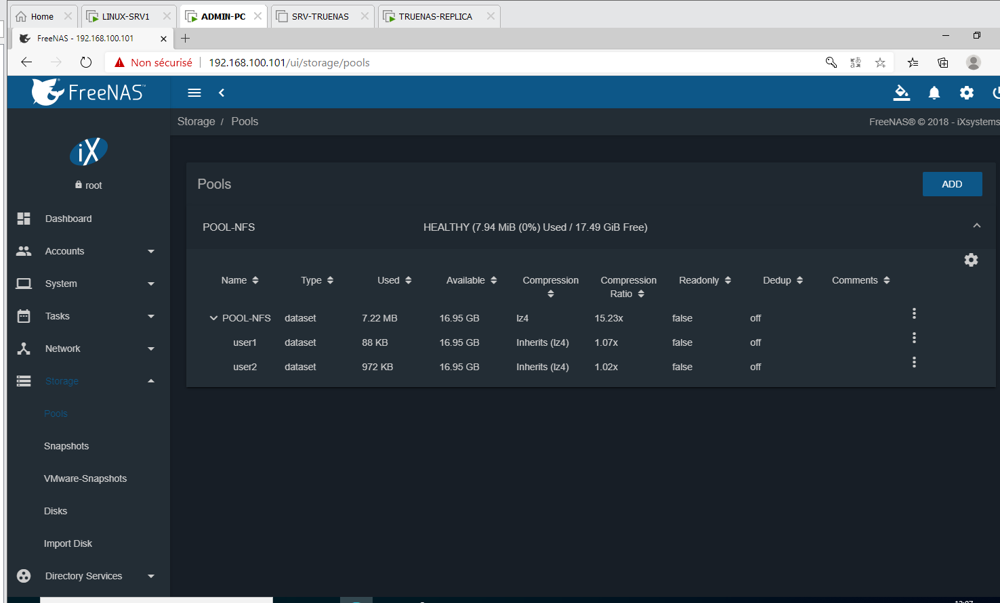 Home LINUX-SRV1 ADMIN-PC SRV-TRUENAS TRUENAS-REPLICA
FreeNAS - 192.168.100.101
Non sécurisé 192.168.100.101/ui/storage/pools
FreeNAS™
Storage / Pools FreeNAS® © 2018 - iXsystems
iX
root
Dashboard
Accounts
System
Tasks
Network
Storage
Pools
Snapshots
VMware-Snapshots
Disks
Import Disk
Directory Services
Pools ADD
POOL-NFS HEALTHY (7.94 MiB (0%) Used / 17.49 GiB Free)
Name Type Used Available Compression Compression Ratio Readonly Dedup Comments
POOL-NFS dataset 7.22 MB 16.95 GB lz4 15.23x false off
user1 dataset 88 KB 16.95 GB Inherits (lz4) 1.07x false off
user2 dataset 972 KB 16.95 GB Inherits (lz4) 1.02x false off